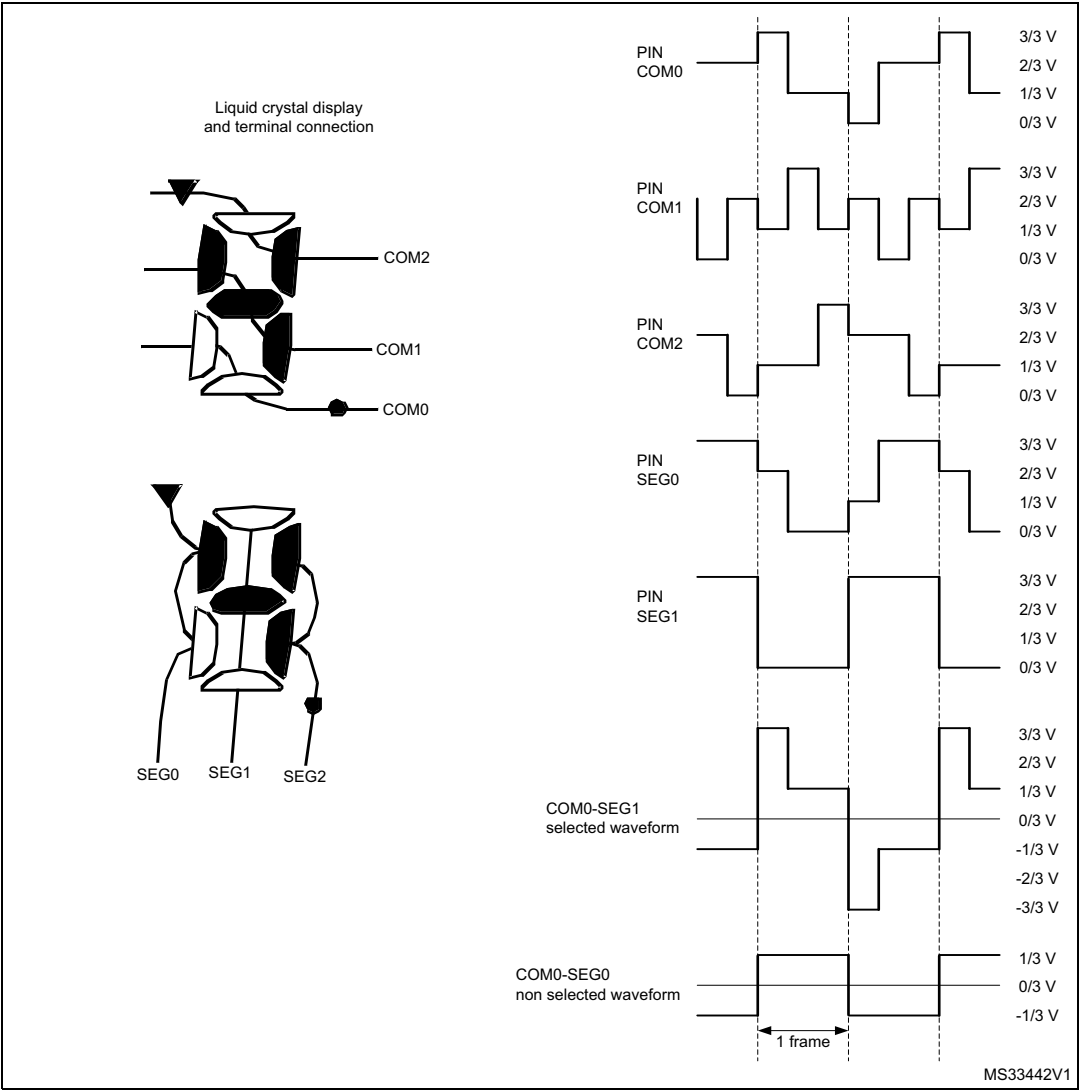 Liquid crystal display
and terminal connection
COM2
COM1
COM0
SEG0
SEG1
SEG2
PIN
COM0
3/3 V
2/3 V
1/3 V
0/3 V
PIN
COM1
3/3 V
2/3 V
1/3 V
0/3 V
PIN
COM2
3/3 V
2/3 V
1/3 V
0/3 V
PIN
SEG0
3/3 V
2/3 V
1/3 V
0/3 V
PIN
SEG1
3/3 V
2/3 V
1/3 V
0/3 V
COM0-SEG1
selected waveform
3/3 V
2/3 V
1/3 V
0/3 V
-1/3 V
-2/3 V
-3/3 V
COM0-SEG0
non selected waveform
1/3 V
0/3 V
-1/3 V
1 frame
MS33442V1